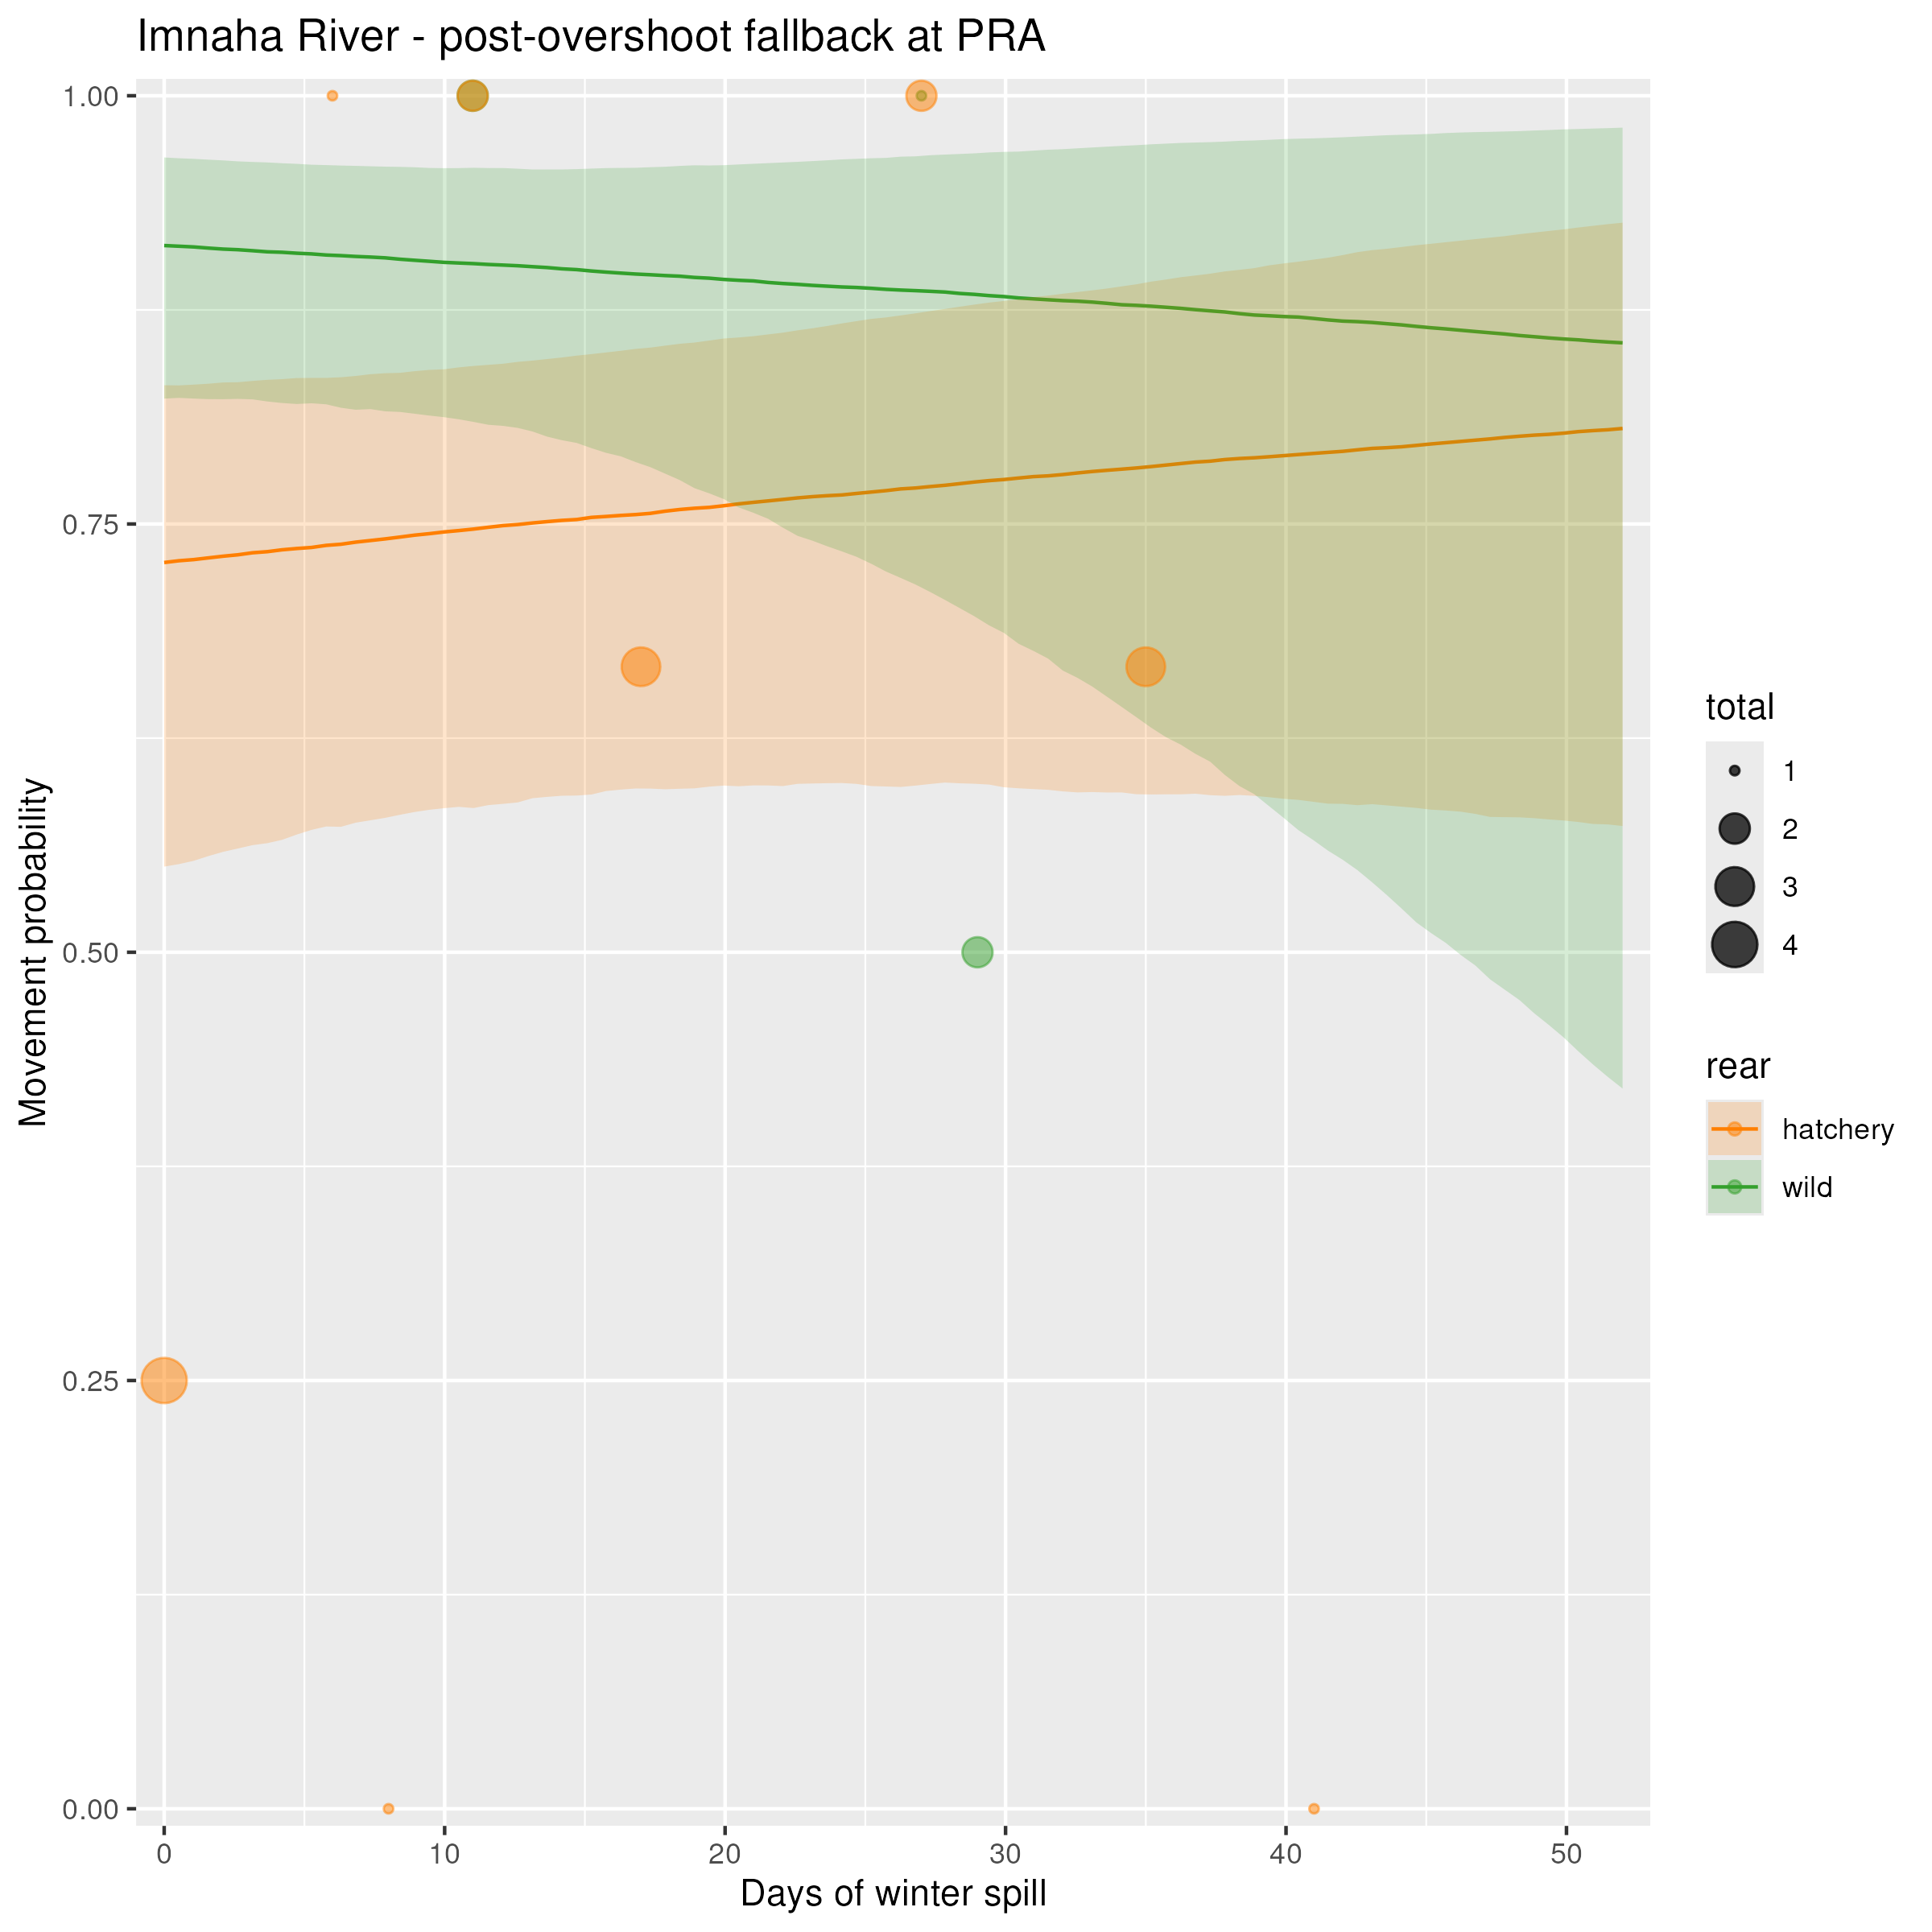 Imnaha River - post-overshoot fallback at PRA
Movement probability
1.00
0.75
0.50
0.25
0.00
0 10 20 30 40 50
Days of winter spill
total
1
2
3
4
rear
hatchery
wild